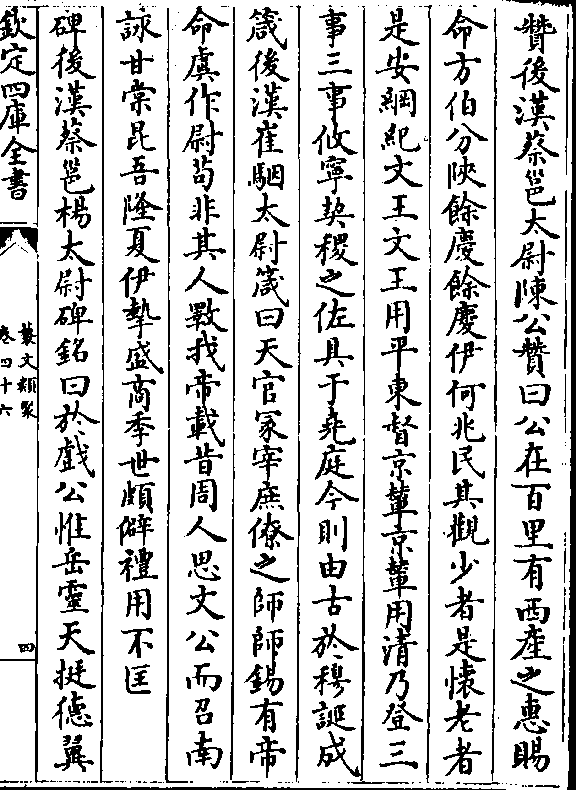 贊後漢蔡邕太尉陳公贊曰公在百里有西産之惠賜
命方伯分陜餘慶餘慶伊何兆民其觀少者是懐老者
是安綱紀文王文王用平東督京輦京輦用清乃登三
事三事攸寧契稷之佐具于堯庭今則由古於穆誕成
箴後漢崔駰太尉箴曰天官冢宰庶僚之師師錫有帝
命虞作尉茍非其人斁我帝載昔周人思文公而召南
詠甘棠昆吾隆夏伊摯盛商季世頗僻禮用不匡
碑後漢蔡邕楊太尉碑銘曰於戲公惟岳靈天挺德翼
欽定四庫全書
藝文類聚
卷四十六
四